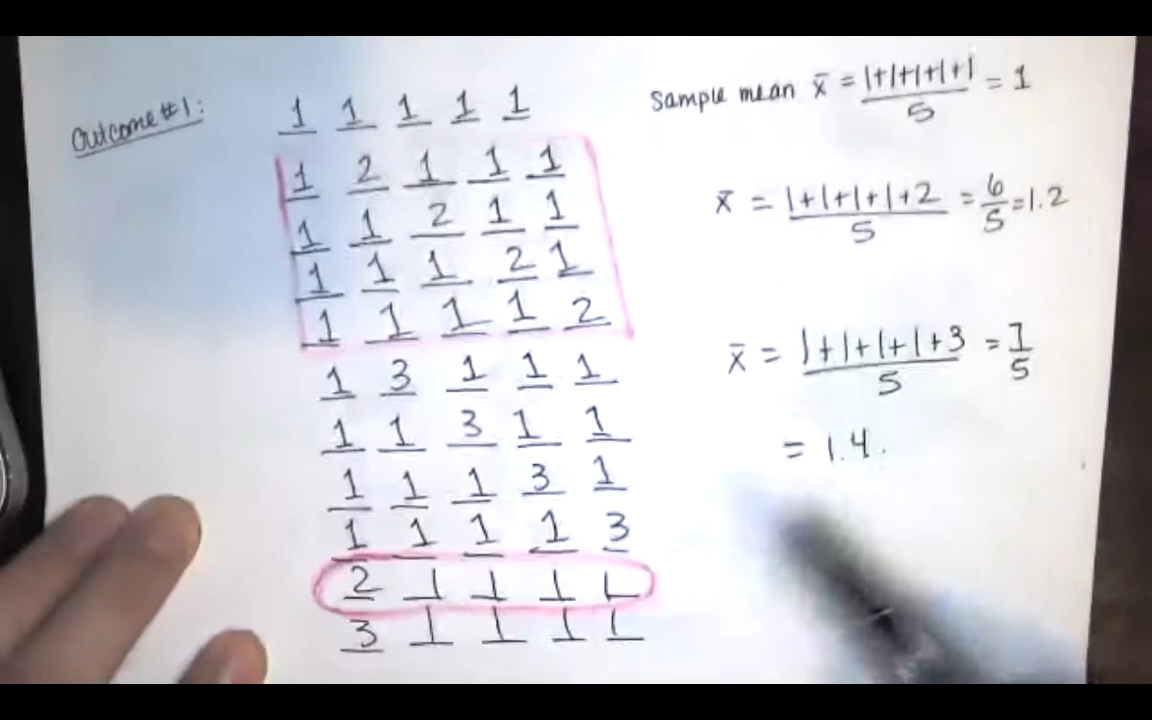 Outcome #1:
1 1 1 1 1
Sample mean x̄ = 1+1+1+1+1 / 5 = 1
1 2 1 1 1
1 1 2 1 1
x̄ = 1+1+1+1+2 / 5 = 6/5 = 1.2
1 1 1 2 1
1 1 1 1 2
x̄ = 1+1+1+1+3 / 5 = 7/5
1 3 1 1 1
1 1 3 1 1
= 1.4.
1 1 1 3 1
1 1 1 1 3
2 1 1 1 1
3 1 1 1 1